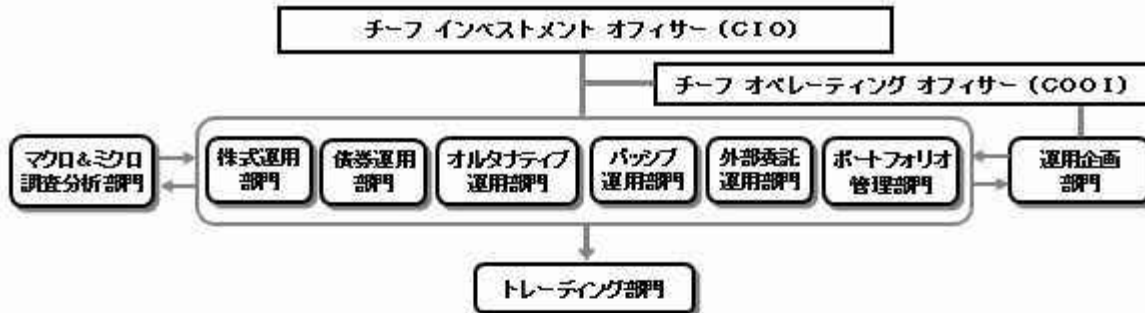 チーフ インベストメント オフィサー (CIO)
チーフ オペレーティング オフィサー (COOI)
マクロ&ミクロ
調査分析部門
株式運用
部門
債券運用
部門
オルタナティブ
運用部門
パッシブ
運用部門
外部委託
運用部門
ポートフォリオ
管理部門
運用企画
部門
トレーディング部門